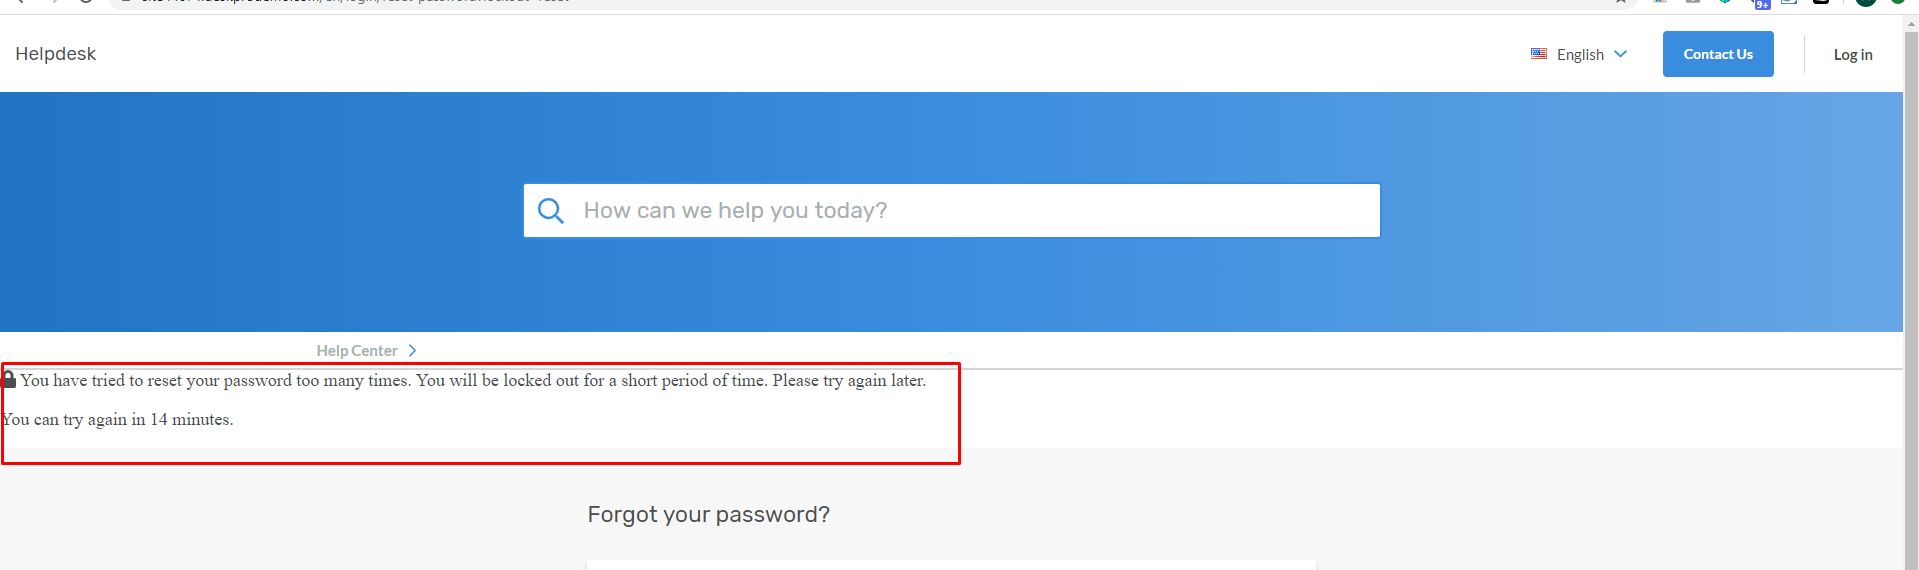 Helpdesk
English
Contact Us
Log in
9+
How can we help you today?
Help Center
You have tried to reset your password too many times. You will be locked out for a short period of time. Please try again later.
You can try again in 14 minutes.
Forgot your password?